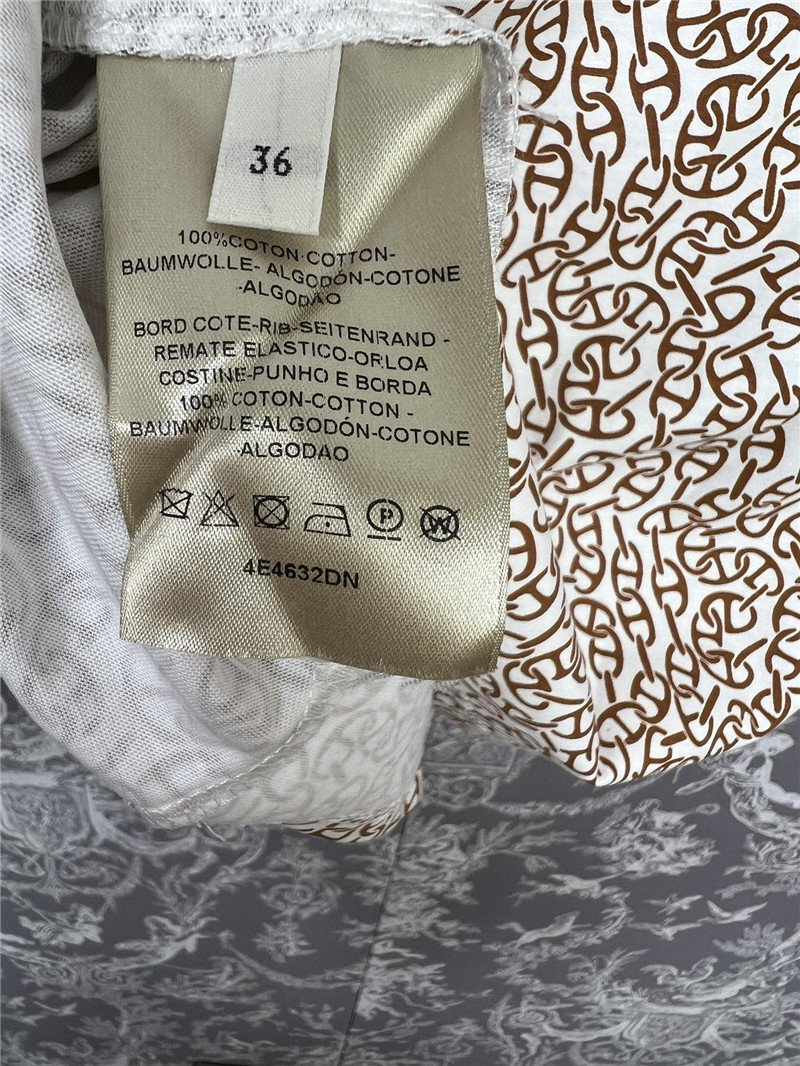 36
100%COTON-COTTON-
BAUMWOLLE- ALGODÓN-COTONE
-ALGODAO
BORD COTE-RIB-SEITENRAND -
REMATE ELASTICO-ORLOA
COSTINE-PUNHO E BORDA
100% COTON-COTTON -
BAUMWOLLE-ALGODÓN-COTONE
ALGODAO
P W
4E4632DN